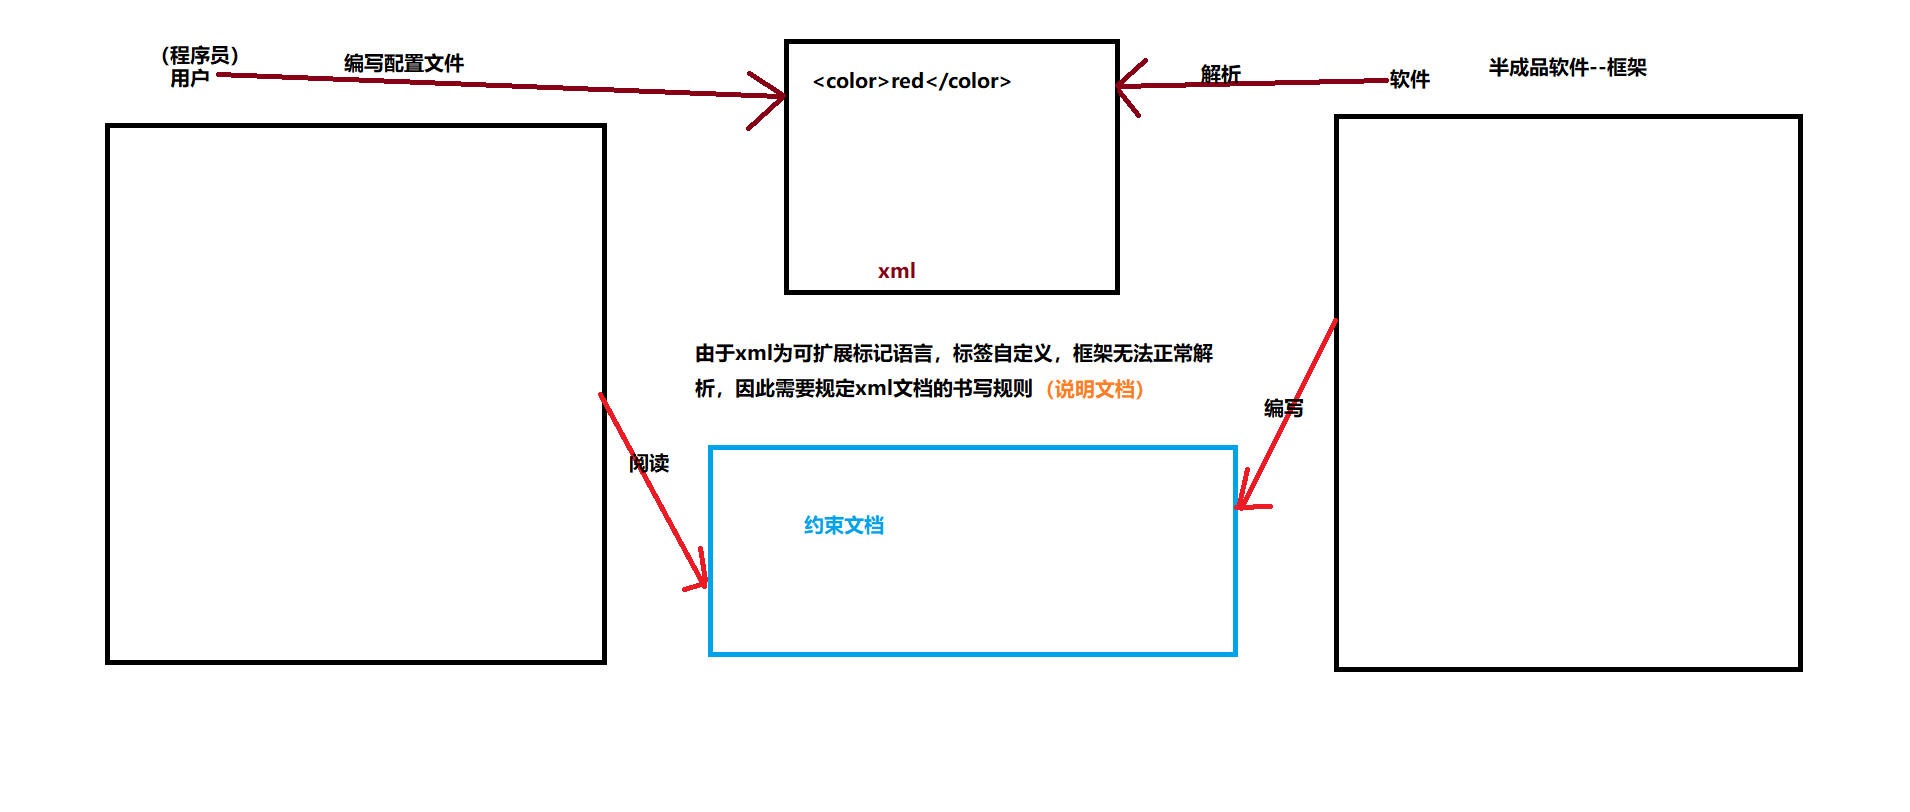 （程序员）
用户
编写配置文件
<color>red</color>
xml
解析
软件
半成品软件--框架
由于xml为可扩展标记语言，标签自定义，框架无法正常解
析，因此需要规定xml文档的书写规则（说明文档）
阅读
编写
约束文档